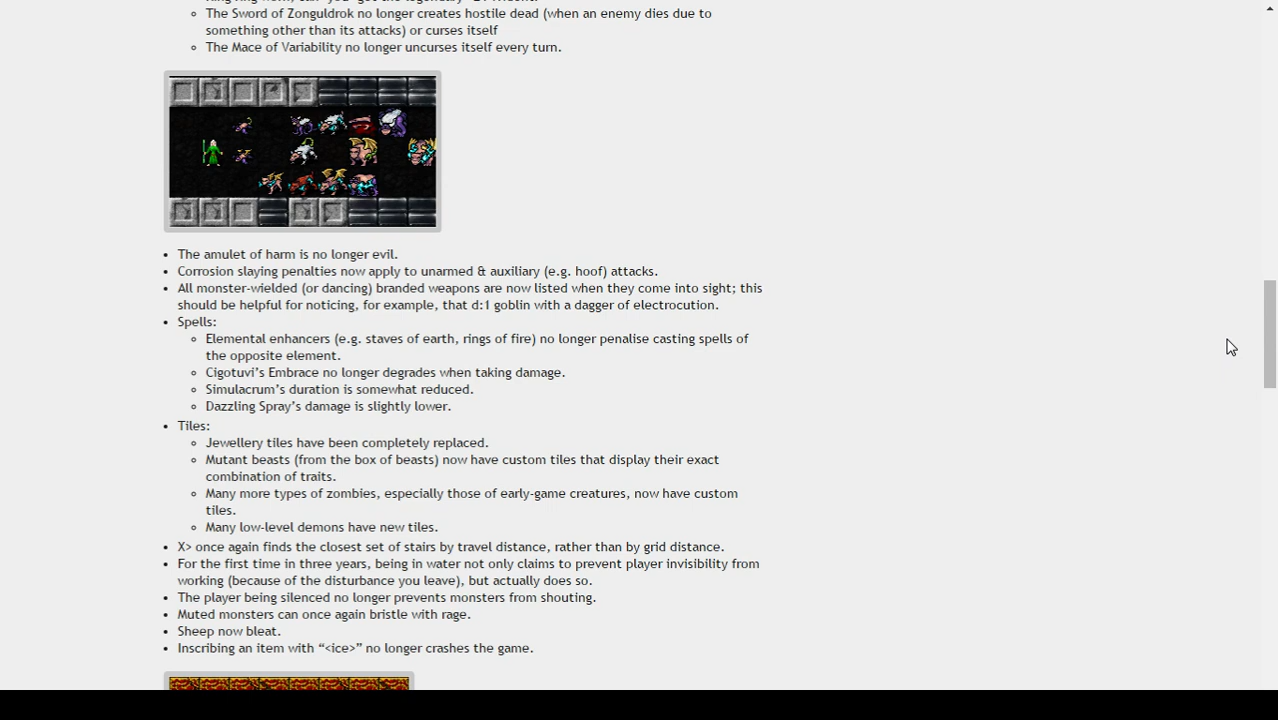 The Sword of Zonguldrok no longer creates hostile dead (when an enemy dies due to
something other than its attacks) or curses itself
The Mace of Variability no longer uncurses itself every turn.
The amulet of harm is no longer evil.
Corrosion slaying penalties now apply to unarmed & auxiliary (e.g. hoof) attacks.
All monster-wielded (or dancing) branded weapons are now listed when they come into sight; this
should be helpful for noticing, for example, that d:1 goblin with a dagger of electrocution.
Spells:
Elemental enhancers (e.g. staves of earth, rings of fire) no longer penalise casting spells of
the opposite element.
Cigotuvi’s Embrace no longer degrades when taking damage.
Simulacrum’s duration is somewhat reduced.
Dazzling Spray’s damage is slightly lower.
Tiles:
Jewellery tiles have been completely replaced.
Mutant beasts (from the box of beasts) now have custom tiles that display their exact
combination of traits.
Many more types of zombies, especially those of early-game creatures, now have custom
tiles.
Many low-level demons have new tiles.
X> once again finds the closest set of stairs by travel distance, rather than by grid distance.
For the first time in three years, being in water not only claims to prevent player invisibility from
working (because of the disturbance you leave), but actually does so.
The player being silenced no longer prevents monsters from shouting.
Muted monsters can once again bristle with rage.
Sheep now bleat.
Inscribing an item with “<ice>” no longer crashes the game.